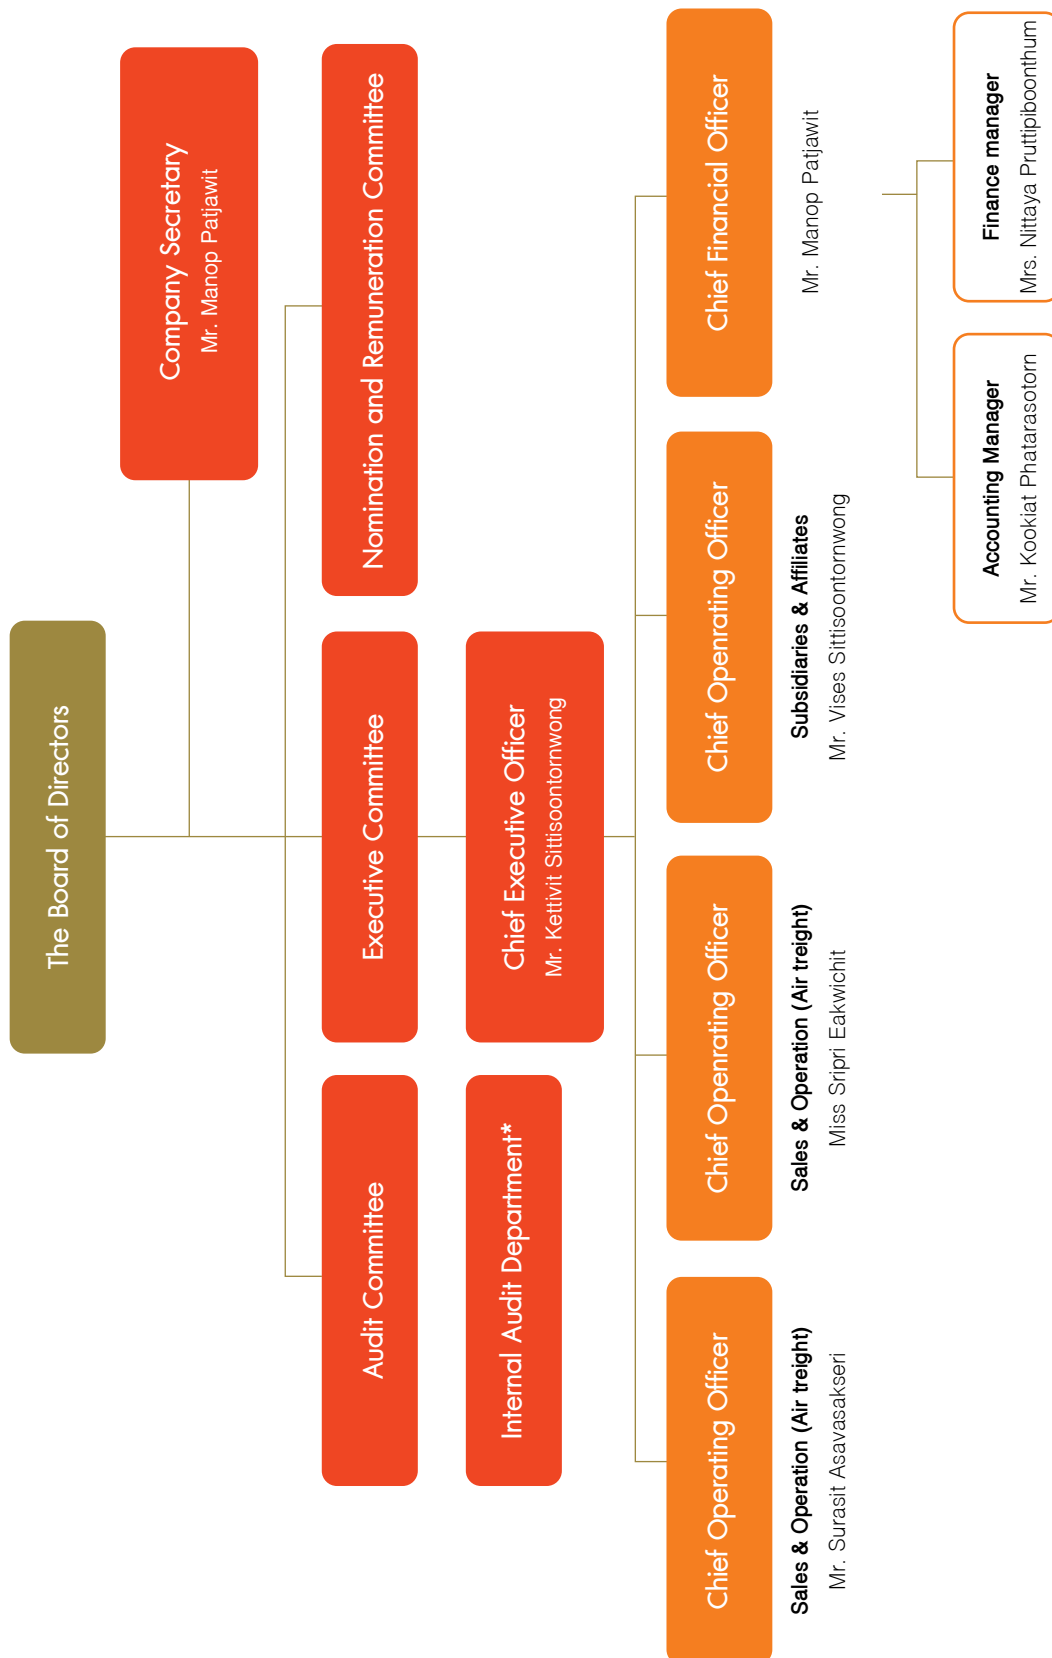 The Board of Directors
Company Secretary
Mr. Manop Patjawit
Audit Committee
Executive Committee
Nomination and Remuneration Committee
Internal Audit Department*
Chief Executive Officer
Mr. Kettivit Sittisoontornwong
Chief Operating Officer
Sales & Operation (Air treight)
Mr. Surasit Asavasakseri
Chief Openrating Officer
Sales & Operation (Air treight)
Miss Sripri Eakwichit
Chief Openrating Officer
Subsidiaries & Affiliates
Mr. Vises Sittisoontornwong
Chief Financial Officer
Mr. Manop Patjawit
Accounting Manager
Mr. Kookiat Phatarasotorn
Finance manager
Mrs. Nittaya Pruttipiboonthum